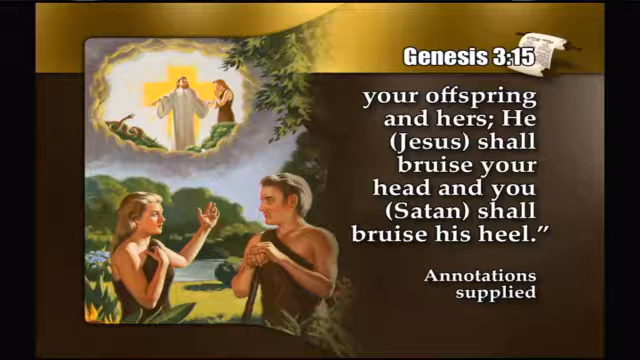 Genesis 3:15
your offspring
and hers; He
(Jesus) shall
bruise your
head and you
(Satan) shall
bruise his heel.”
Annotations
supplied